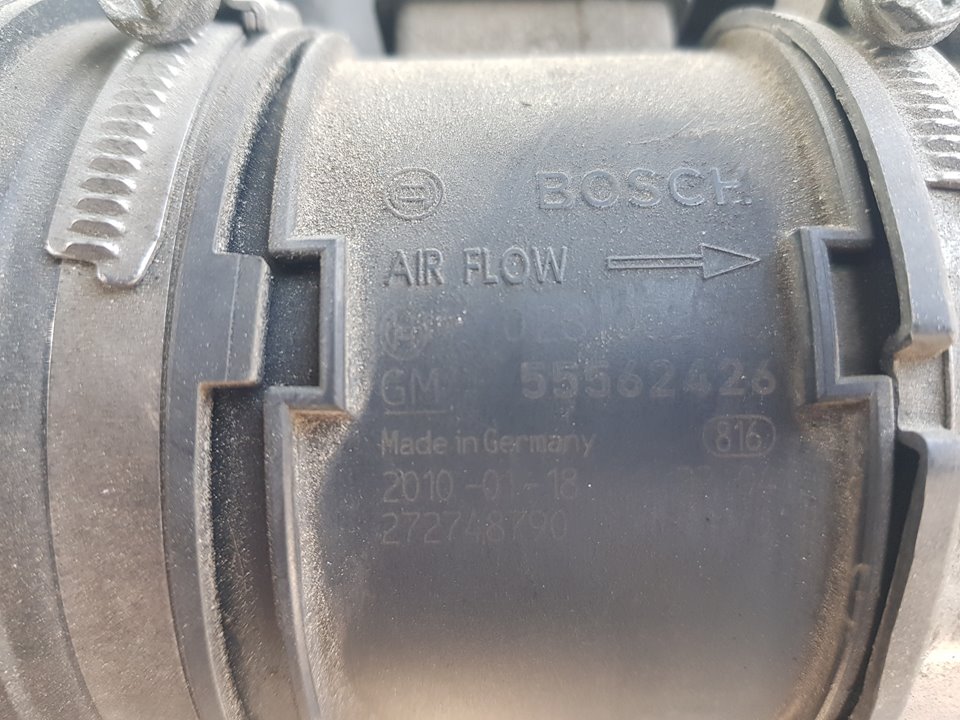 BOSCH
AIR FLOW
GM 55562426
Made in Germany 816
2010-01-18
272748790